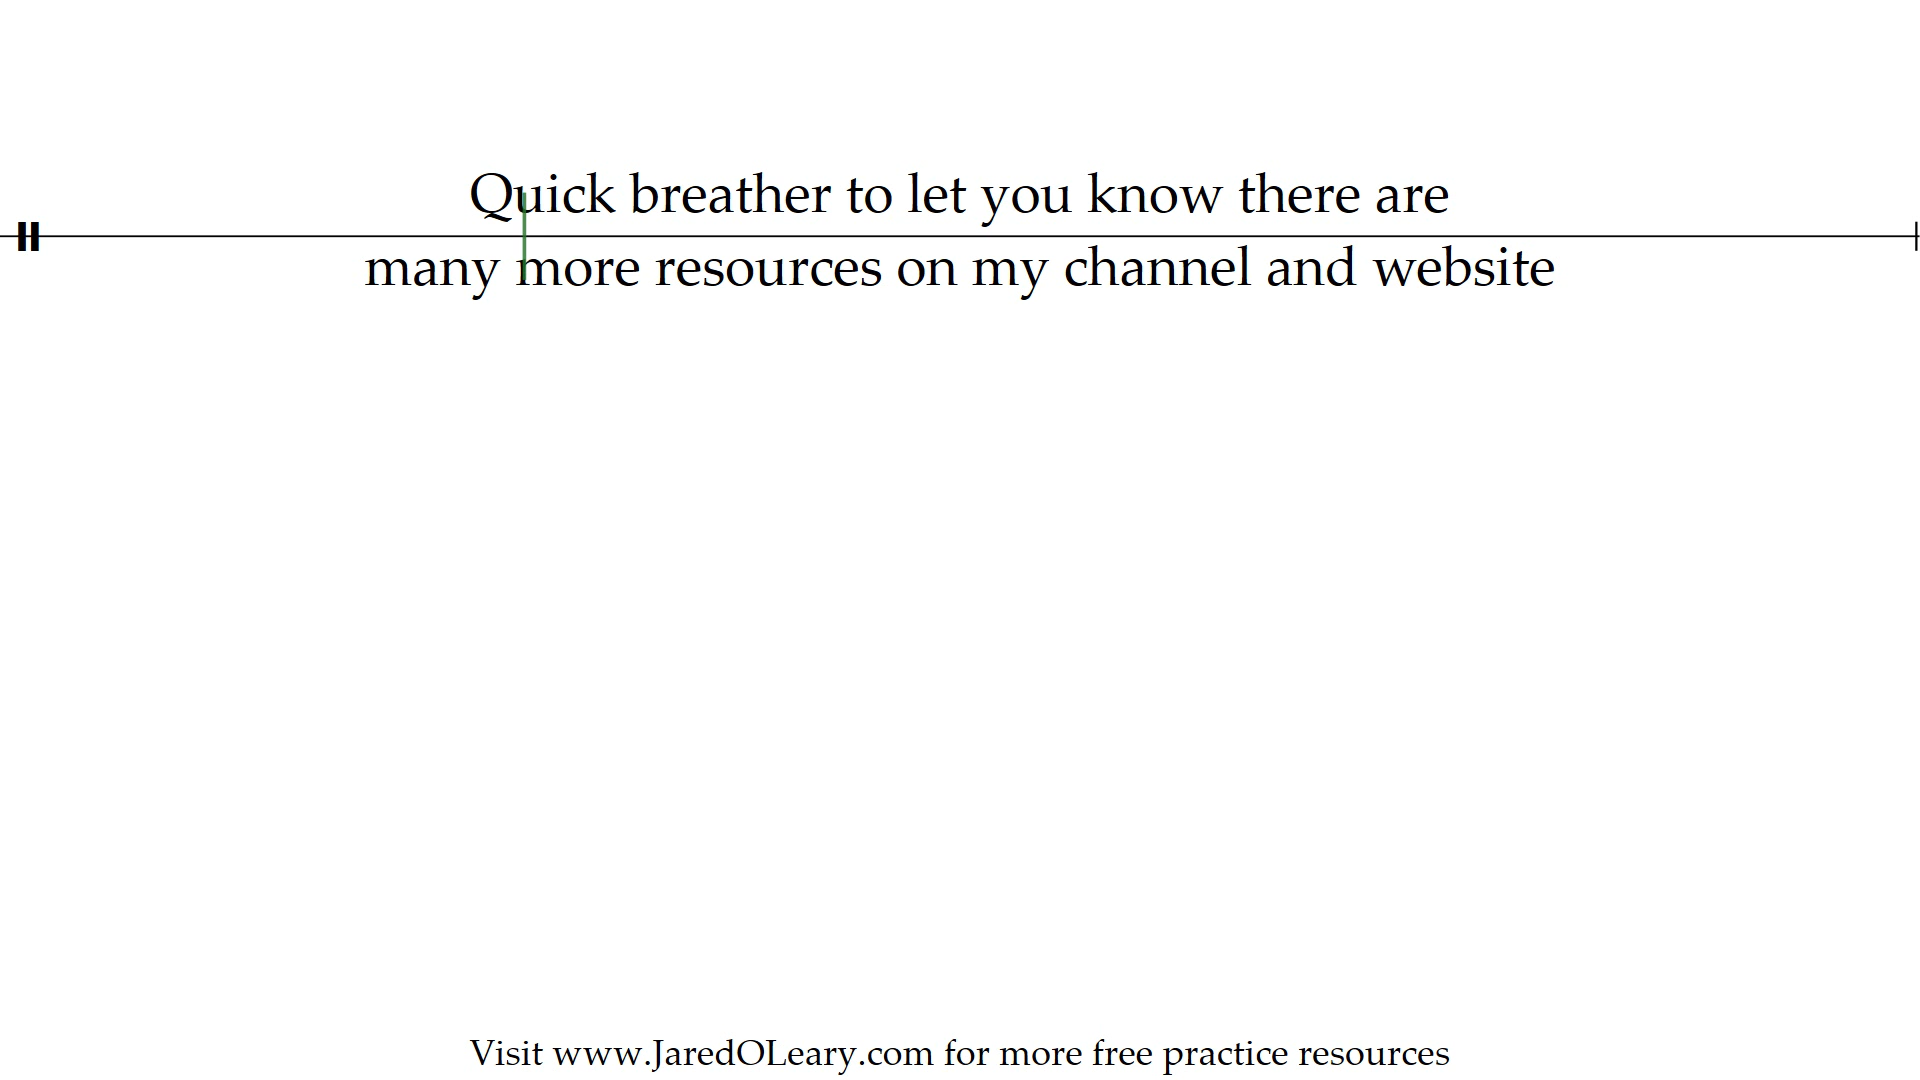 Quick breather to let you know there are
many more resources on my channel and website
Visit www.JaredOLeary.com for more free practice resources